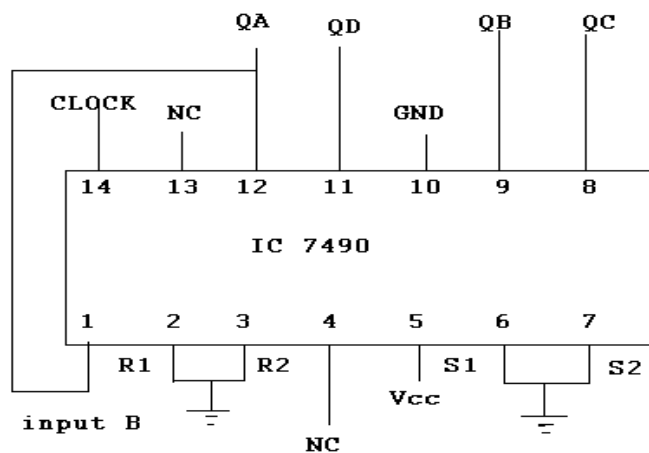 QA QD QB QC
CLOCK NC GND
14 13 12 11 10 9 8
IC 7490
1 2 3 4 5 6 7
R1 R2 S1 S2
Vcc
input B
NC